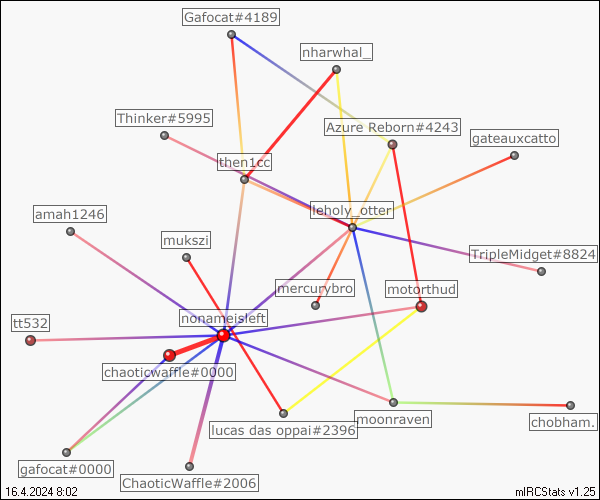 Gafocat#4189
nharwhal_
Thinker#5995
Azure Reborn#4243
gateauxcatto
then1cc
amah1246
leholy_otter
mukszi
TripleMidget#8824
mercurybro
motorthud
tt532
nonameisleft
chaoticwaffle#0000
lucas das oppai#2396
moonraven
chobham.
gafocat#0000
ChaoticWaffle#2006
16.4.2024 8:02
mIRCStats v1.25